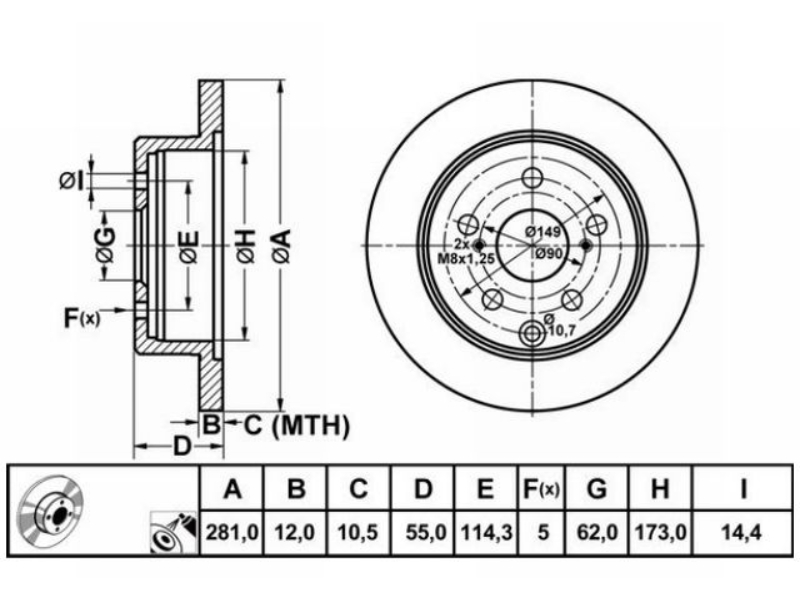 ØI
ØG
ØE
ØH
ØA
F(x)
B
C (MTH)
D
Ø149
2x
M8x1,25
Ø90
Ø
10,7
A B C D E F(x) G H I
281,0 12,0 10,5 55,0 114,3 5 62,0 173,0 14,4